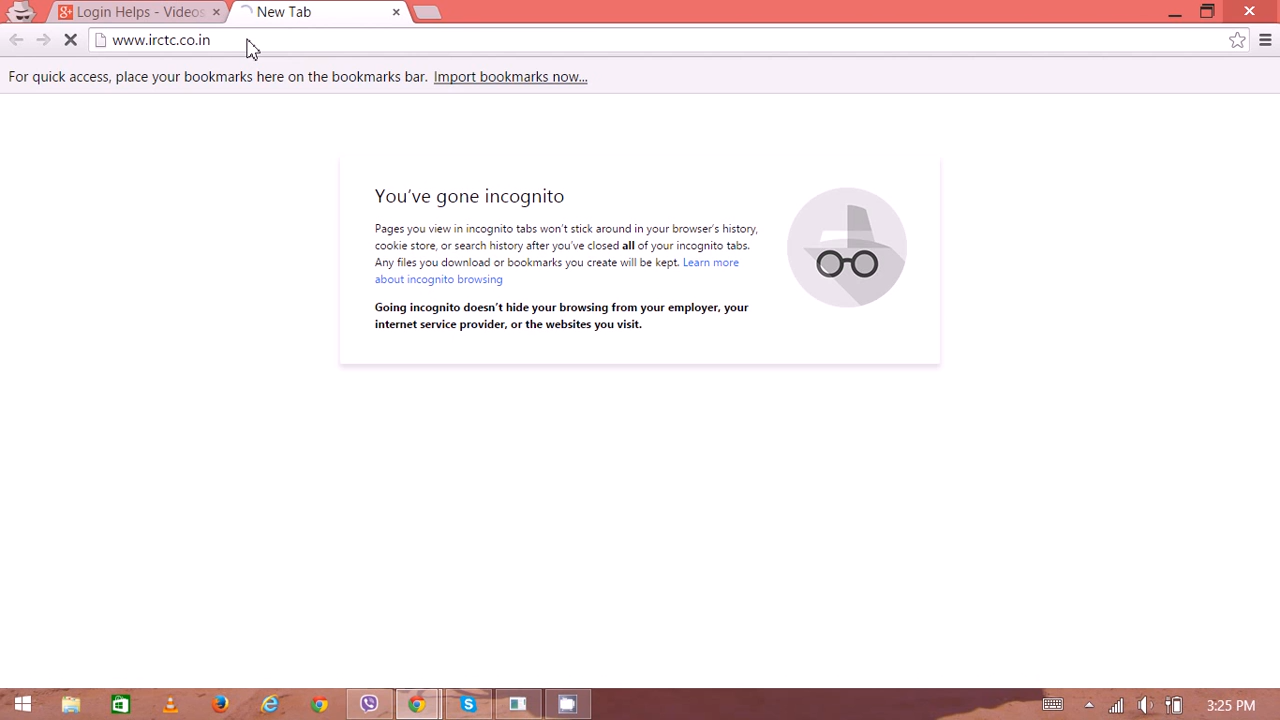 Login Helps - Videos
New Tab
www.irctc.co.in
For quick access, place your bookmarks here on the bookmarks bar. Import bookmarks now...
You've gone incognito
Pages you view in incognito tabs won't stick around in your browser's history,
cookie store, or search history after you've closed all of your incognito tabs.
Any files you download or bookmarks you create will be kept. Learn more
about incognito browsing
Going incognito doesn't hide your browsing from your employer, your
internet service provider, or the websites you visit.
3:25 PM